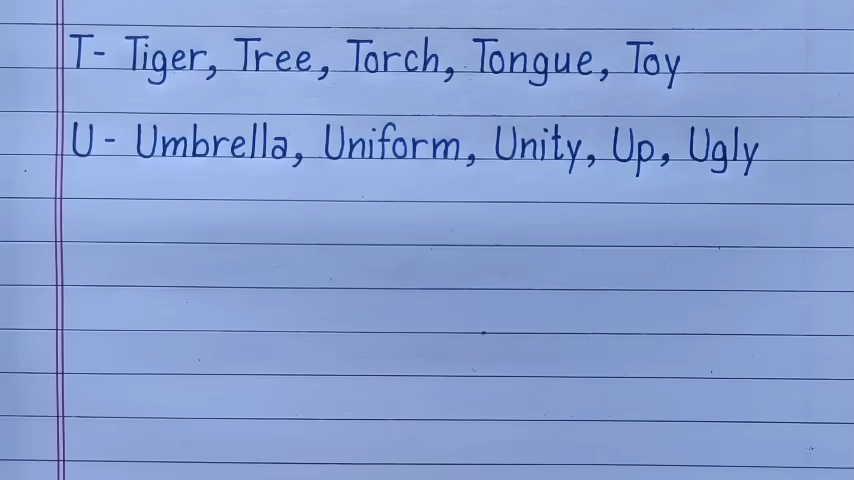 T- Tiger, Tree, Torch, Tongue, Toy
U - Umbrella, Uniform, Unity, Up, Ugly